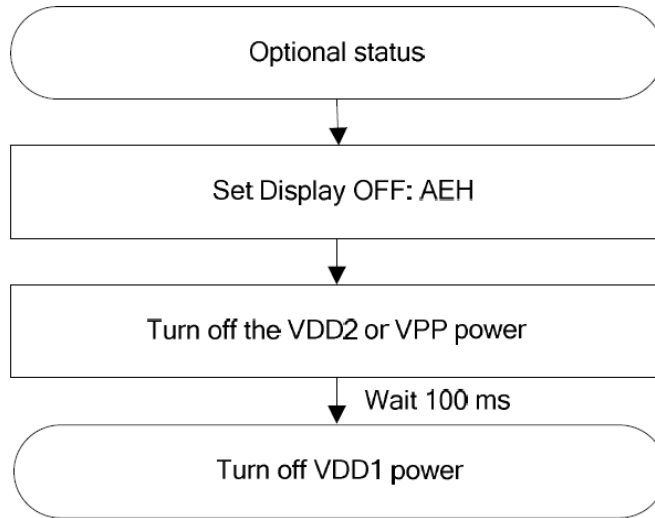 Optional status
Set Display OFF: AEH
Turn off the VDD2 or VPP power
Wait 100 ms
Turn off VDD1 power